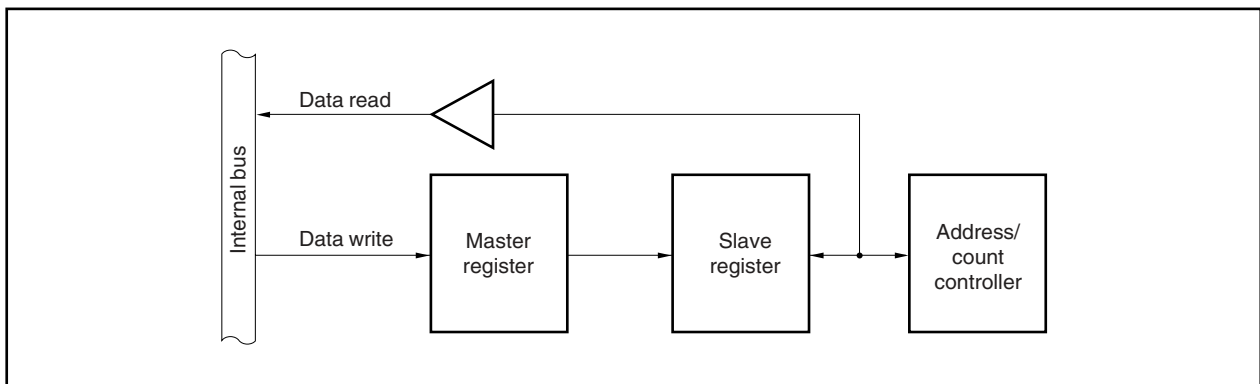 Internal bus
Data read
Data write
Master
register
Slave
register
Address/
count
controller